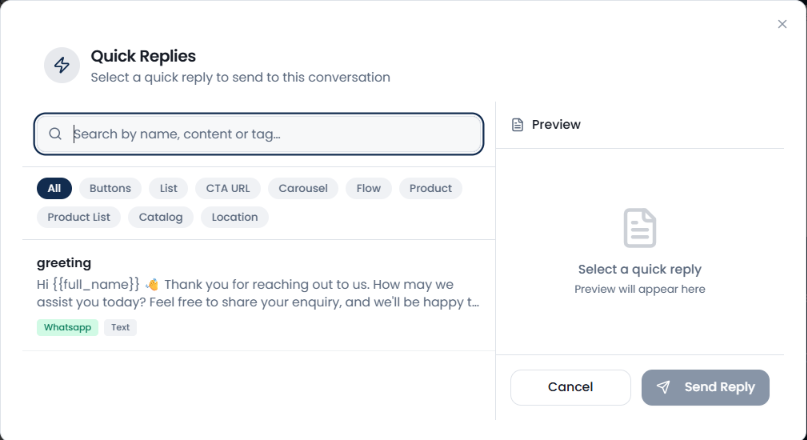 Quick Replies
Select a quick reply to send to this conversation
Search by name, content or tag...
All
Buttons
List
CTA URL
Carousel
Flow
Product
Product List
Catalog
Location
greeting
Hi {{full_name}} 👋 Thank you for reaching out to us. How may we
assist you today? Feel free to share your enquiry, and we'll be happy t...
Whatsapp
Text
Preview
Select a quick reply
Preview will appear here
Cancel
Send Reply